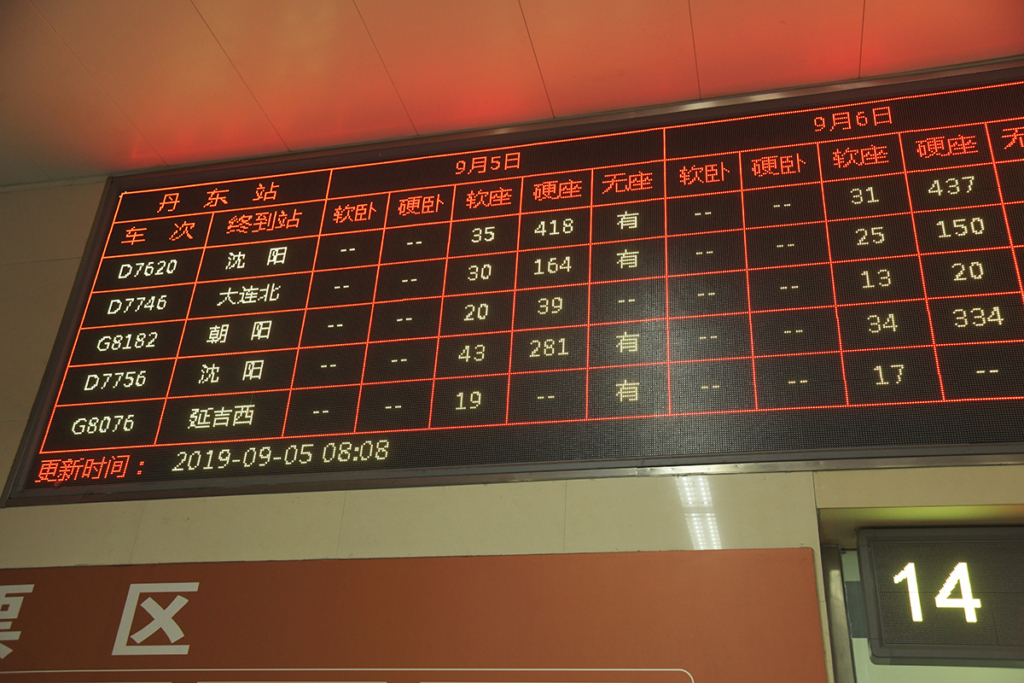 丹 东 站 9月5日 9月6日
车 次 终到站 软卧 硬卧 软座 硬座 无座 软卧 硬卧 软座 硬座
D7620 沈 阳 -- -- 35 418 有 -- -- 31 437
D7746 大连北 -- -- 30 164 有 -- -- 25 150
G8182 朝 阳 -- -- 20 39 -- -- -- 13 20
D7756 沈 阳 -- -- 43 281 有 -- -- 34 334
G8076 延吉西 -- -- 19 -- 有 -- -- 17 --
更新时间： 2019-09-05 08:08
票 区
14